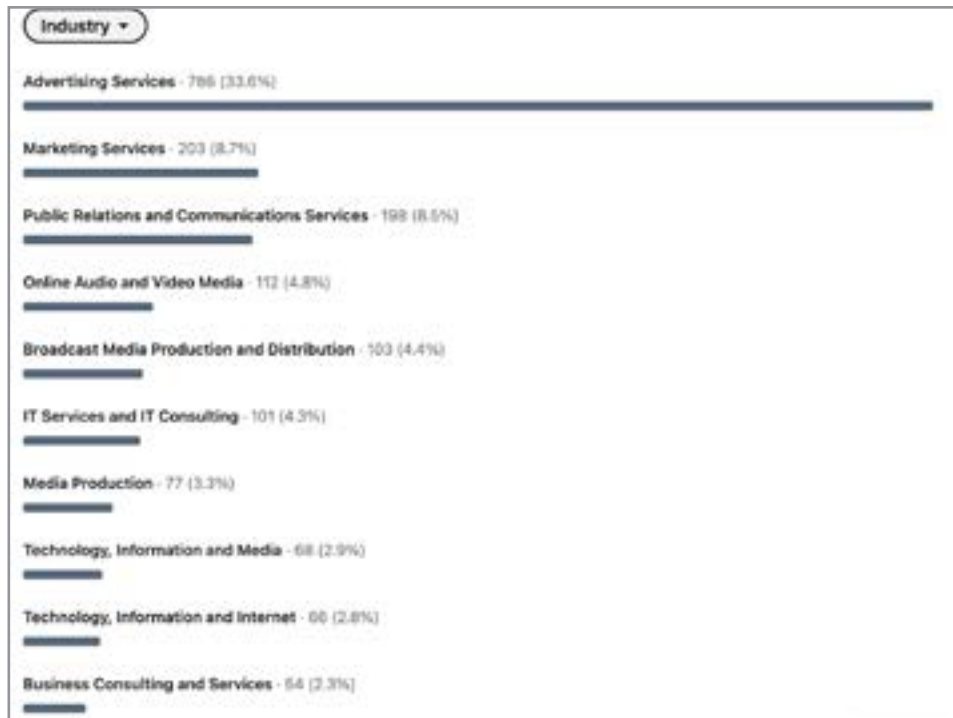 Industry
Advertising Services · 786 (33.6%)
Marketing Services · 203 (8.7%)
Public Relations and Communications Services · 198 (8.5%)
Online Audio and Video Media · 112 (4.8%)
Broadcast Media Production and Distribution · 103 (4.4%)
IT Services and IT Consulting · 101 (4.3%)
Media Production · 77 (3.3%)
Technology, Information and Media · 68 (2.9%)
Technology, Information and Internet · 66 (2.8%)
Business Consulting and Services · 54 (2.3%)